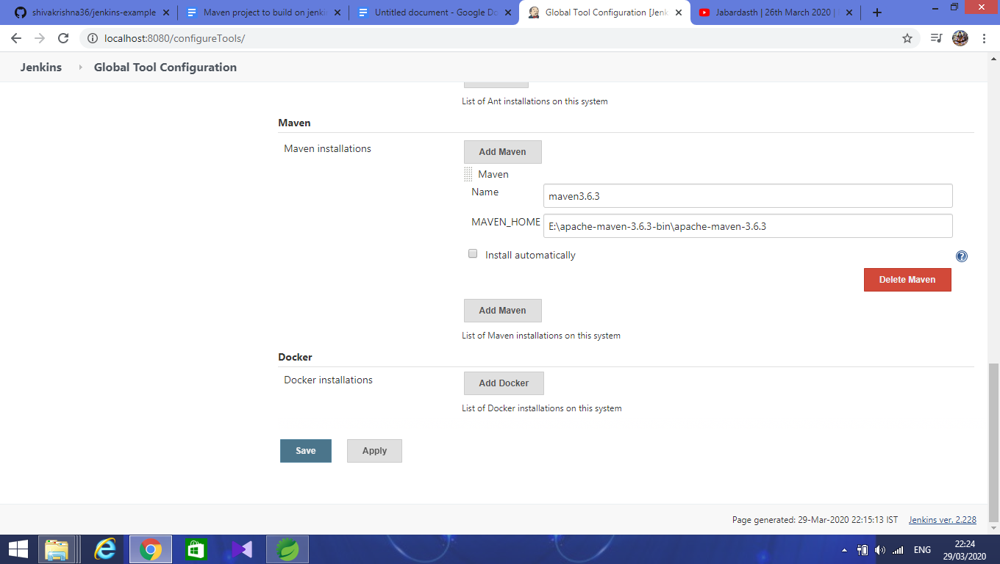 shivakrishna36/jenkins-example
Maven project to build on jenki
Untitled document - Google Do
Global Tool Configuration [Jenk
Jabardasth | 26th March 2020 |
localhost:8080/configureTools/
Jenkins
Global Tool Configuration
List of Ant installations on this system
Maven
Maven installations
Add Maven
Maven
Name
maven3.6.3
MAVEN_HOME
E:\apache-maven-3.6.3-bin\apache-maven-3.6.3
Install automatically
Delete Maven
Add Maven
List of Maven installations on this system
Docker
Docker installations
Add Docker
List of Docker installations on this system
Save
Apply
Page generated: 29-Mar-2020 22:15:13 IST
Jenkins ver. 2.228
ENG
22:24
29/03/2020